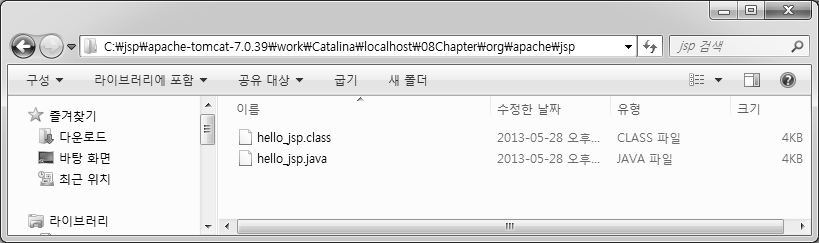 C:₩jsp₩apache-tomcat-7.0.39₩work₩Catalina₩localhost₩08Chapter₩org₩apache₩jsp
jsp 검색
구성 라이브러리에 포함 공유 대상 굽기 새 폴더
즐겨찾기
다운로드
바탕 화면
최근 위치
라이브러리
이름 수정한 날짜 유형 크기
hello_jsp.class 2013-05-28 오후... CLASS 파일 4KB
hello_jsp.java 2013-05-28 오후... JAVA 파일 4KB